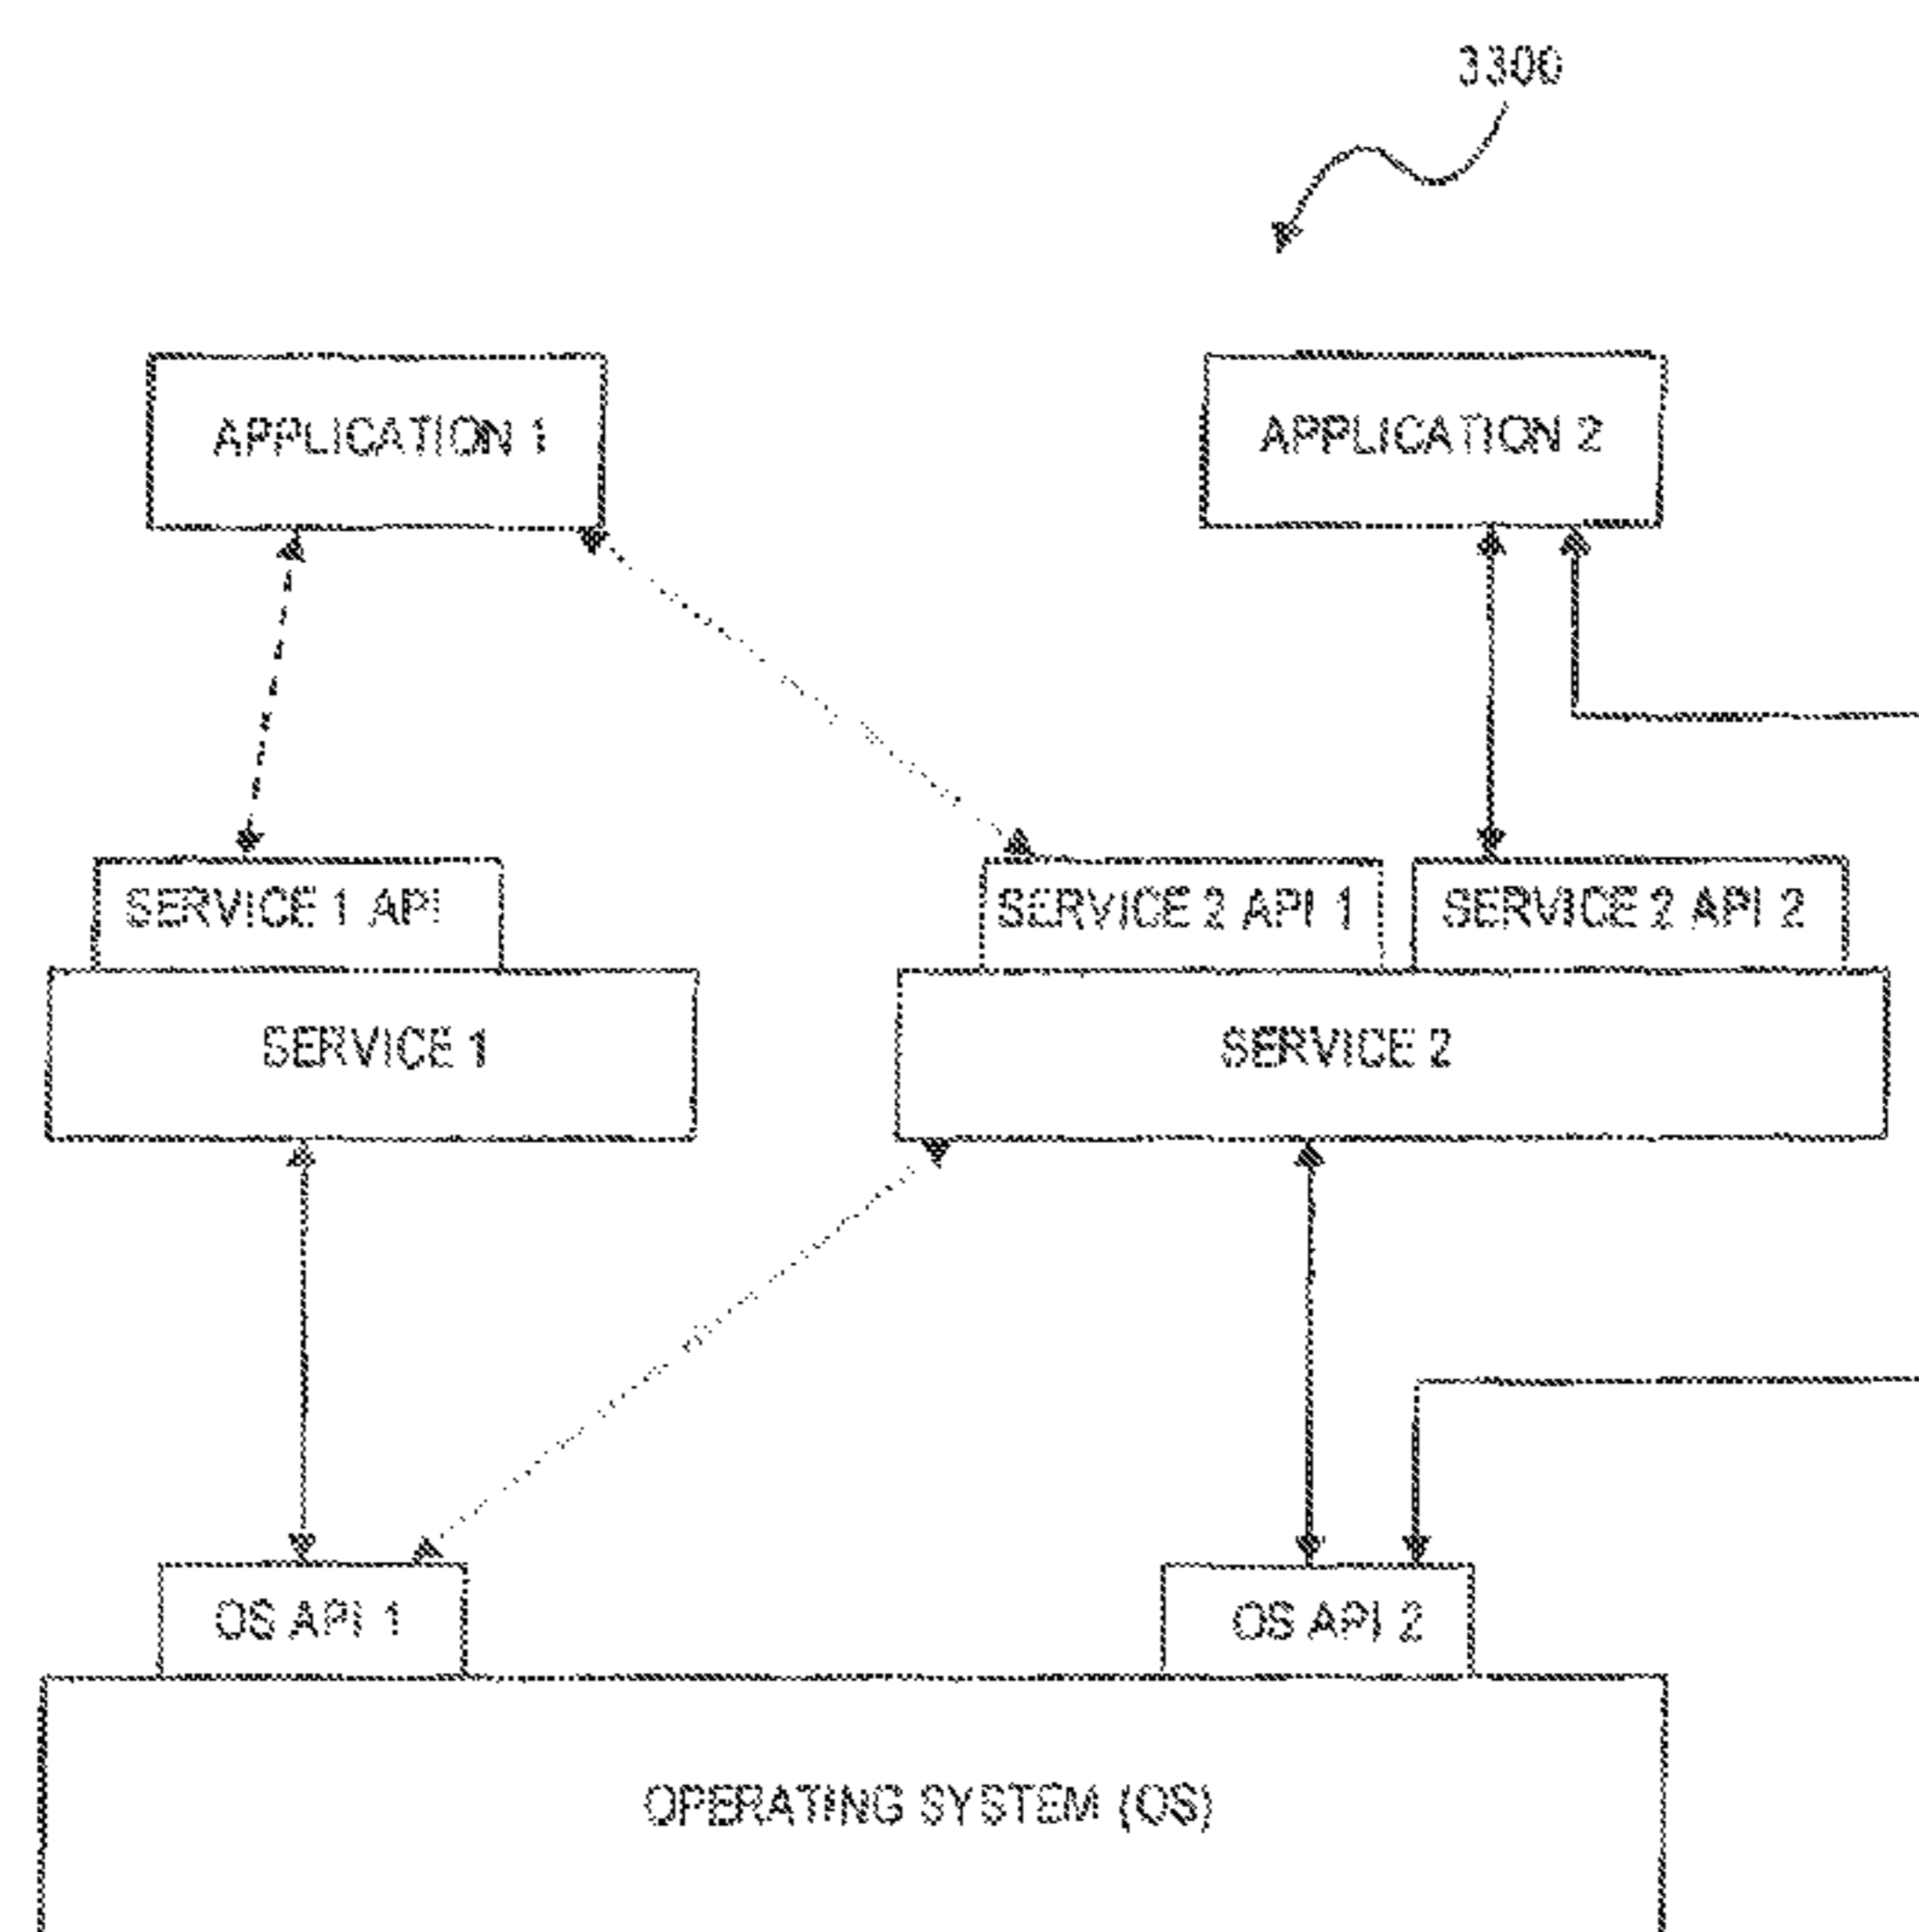 3300
APPLICATION 1
APPLICATION 2
SERVICE 1 API
SERVICE 2 API 1
SERVICE 2 API 2
SERVICE 1
SERVICE 2
OS API 1
OS API 2
OPERATING SYSTEM (OS)